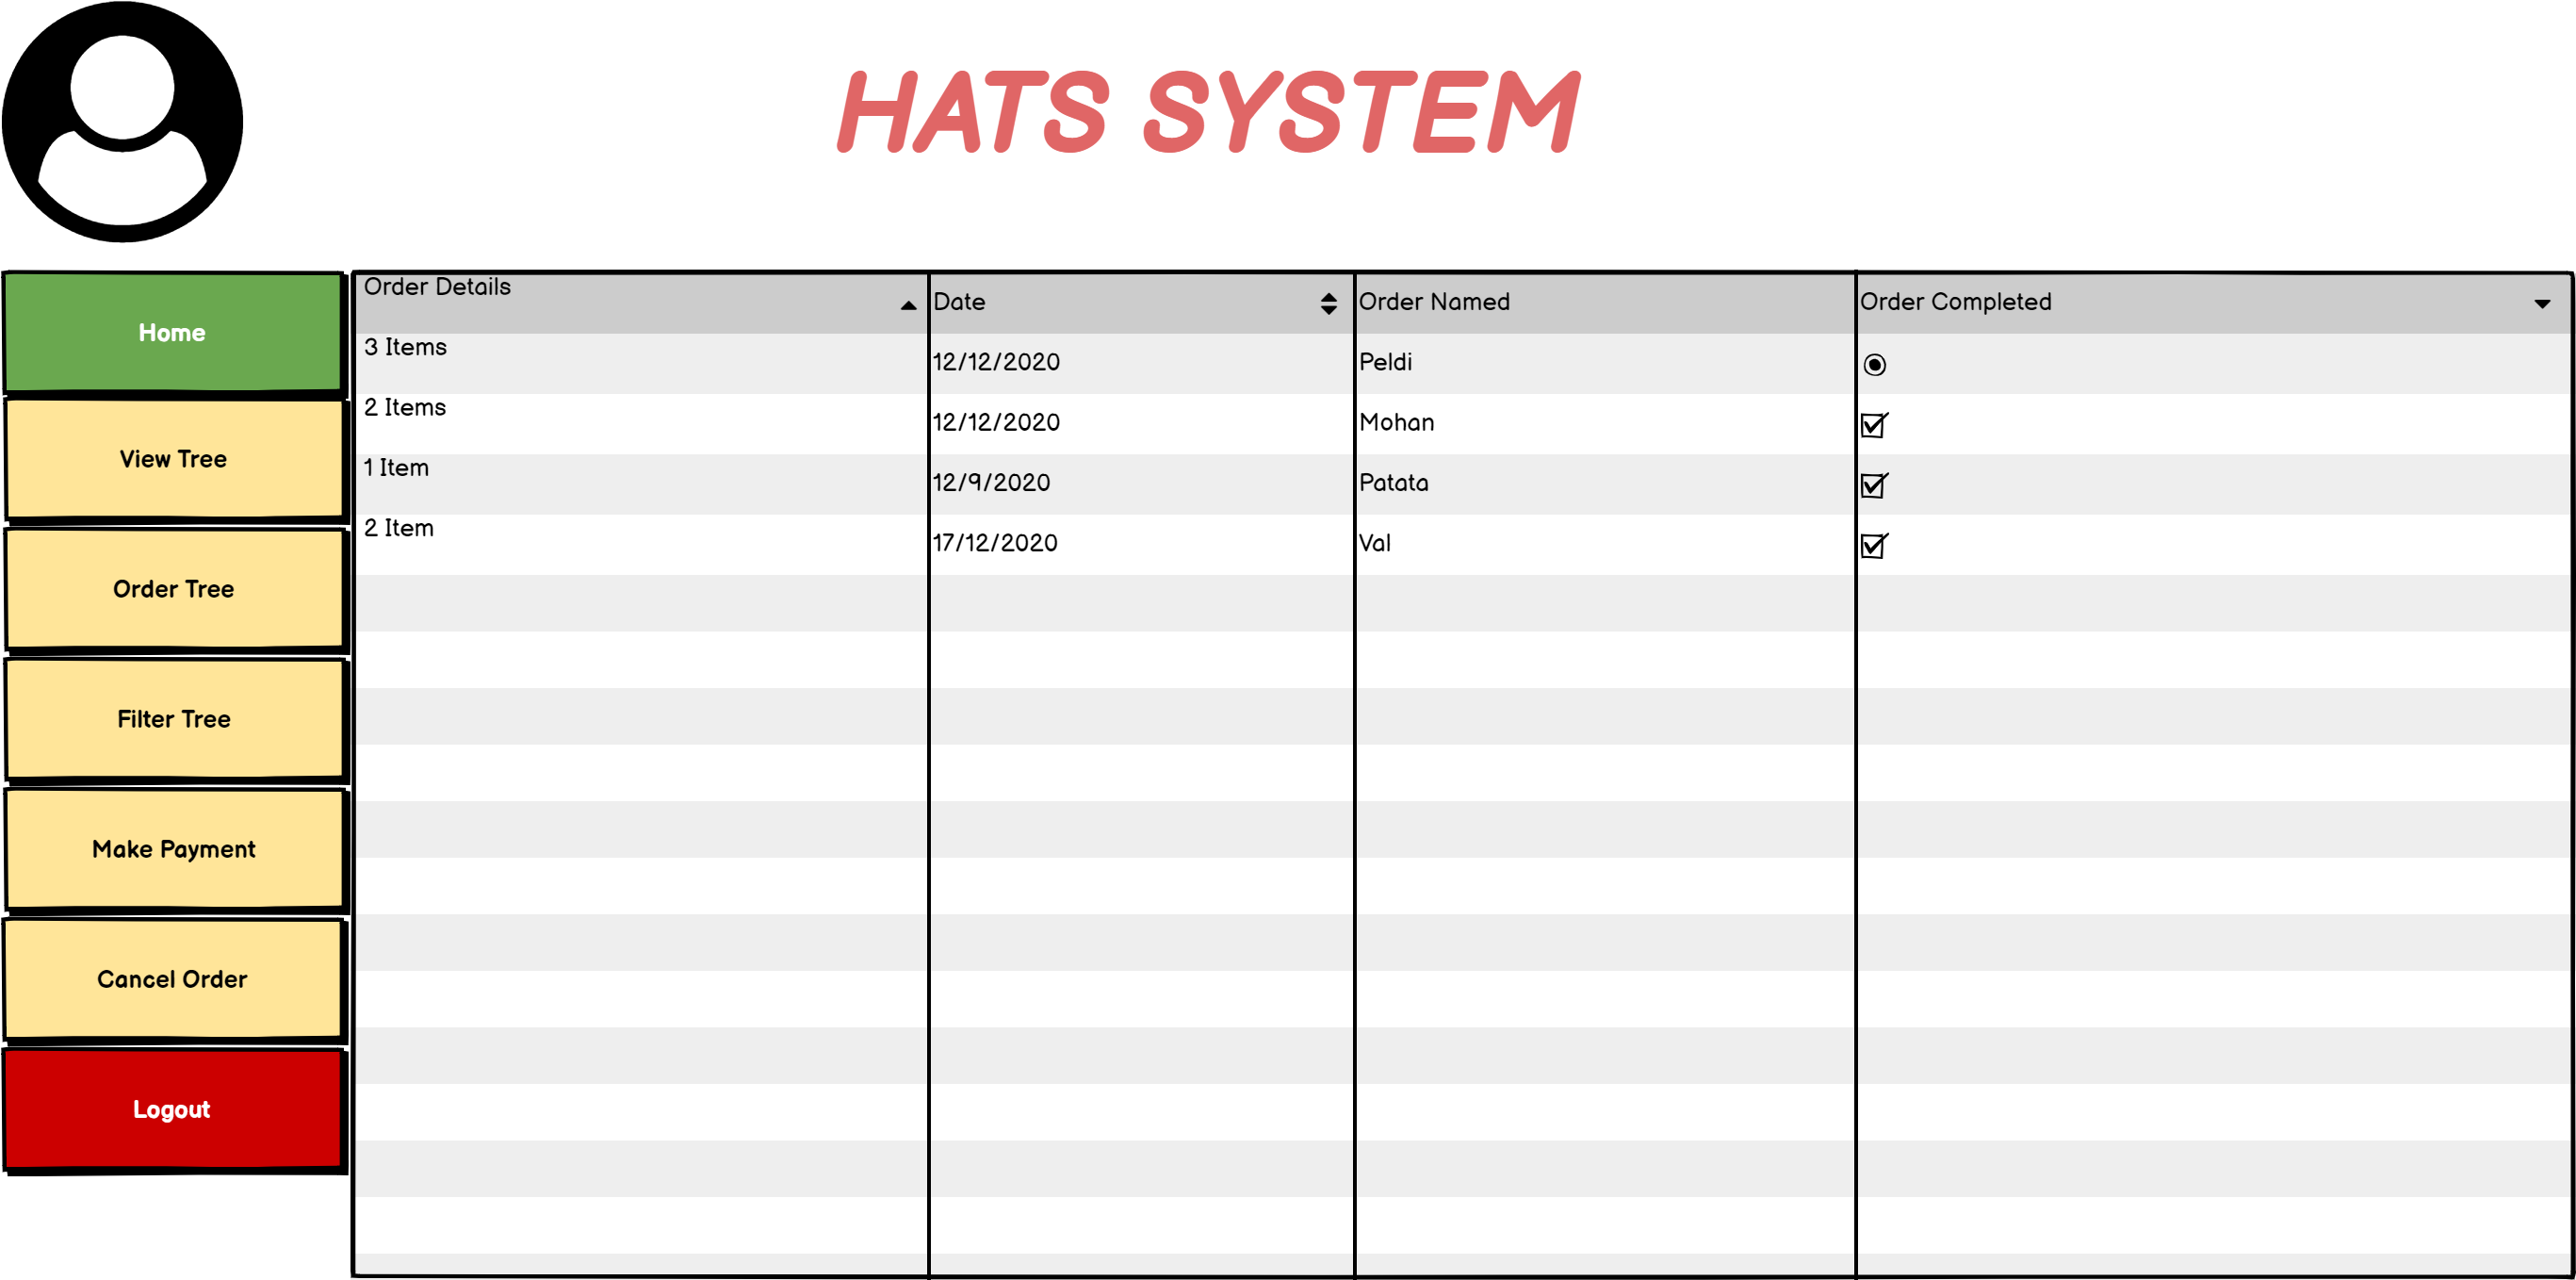 HATS SYSTEM
Home
View Tree
Order Tree
Filter Tree
Make Payment
Cancel Order
Logout
Order Details Date Order Named Order Completed
3 Items 12/12/2020 Peldi
2 Items 12/12/2020 Mohan
1 Item 12/9/2020 Patata
2 Item 17/12/2020 Val